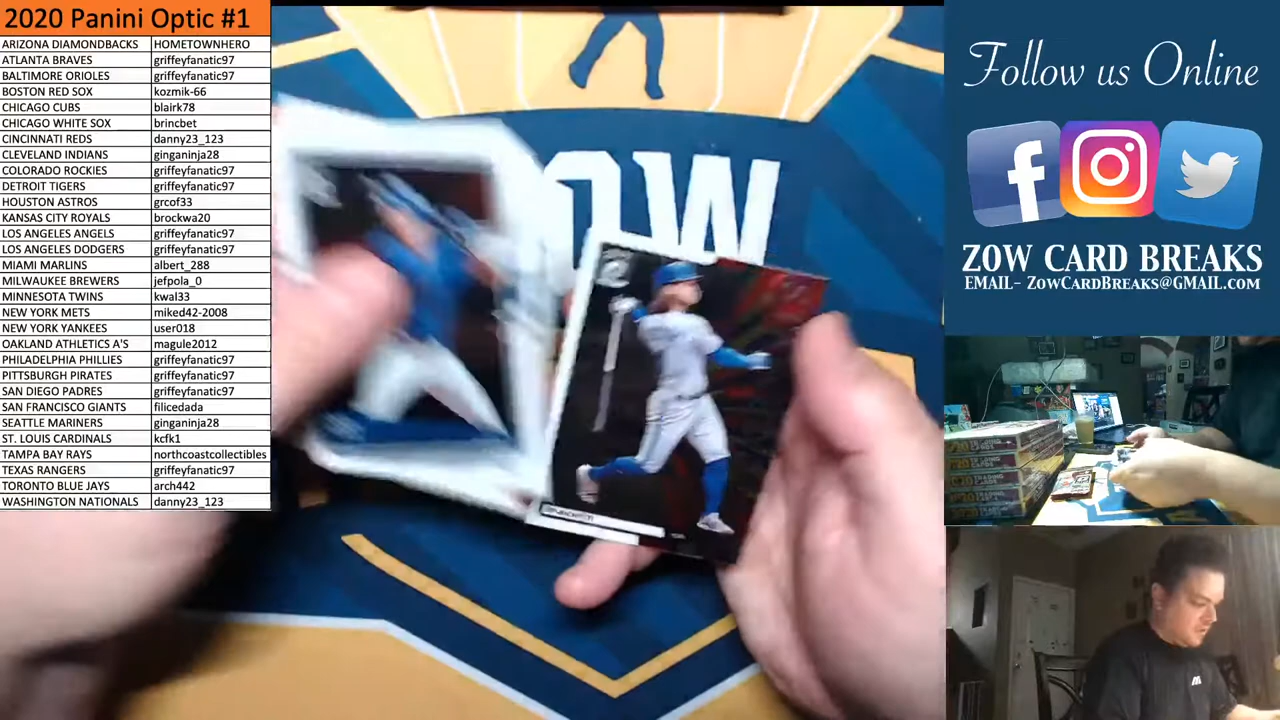 2020 Panini Optic #1
ARIZONA DIAMONDBACKS HOMETOWNHERO
ATLANTA BRAVES griffeyfanatic97
BALTIMORE ORIOLES griffeyfanatic97
BOSTON RED SOX kozmik-66
CHICAGO CUBS blairk78
CHICAGO WHITE SOX brincbet
CINCINNATI REDS danny23_123
CLEVELAND INDIANS ginganinja28
COLORADO ROCKIES griffeyfanatic97
DETROIT TIGERS griffeyfanatic97
HOUSTON ASTROS grcof33
KANSAS CITY ROYALS brockwa20
LOS ANGELES ANGELS griffeyfanatic97
LOS ANGELES DODGERS griffeyfanatic97
MIAMI MARLINS albert_288
MILWAUKEE BREWERS jefpola_0
MINNESOTA TWINS kwal33
NEW YORK METS miked42-2008
NEW YORK YANKEES user018
OAKLAND ATHLETICS A'S magule2012
PHILADELPHIA PHILLIES griffeyfanatic97
PITTSBURGH PIRATES griffeyfanatic97
SAN DIEGO PADRES griffeyfanatic97
SAN FRANCISCO GIANTS filicedada
SEATTLE MARINERS ginganinja28
ST. LOUIS CARDINALS kcfk1
TAMPA BAY RAYS northcoastcollectibles
TEXAS RANGERS griffeyfanatic97
TORONTO BLUE JAYS arch442
WASHINGTON NATIONALS danny23_123
OW
Follow us Online
ZOW CARD BREAKS
EMAIL- ZowCardBreaks@gmail.com